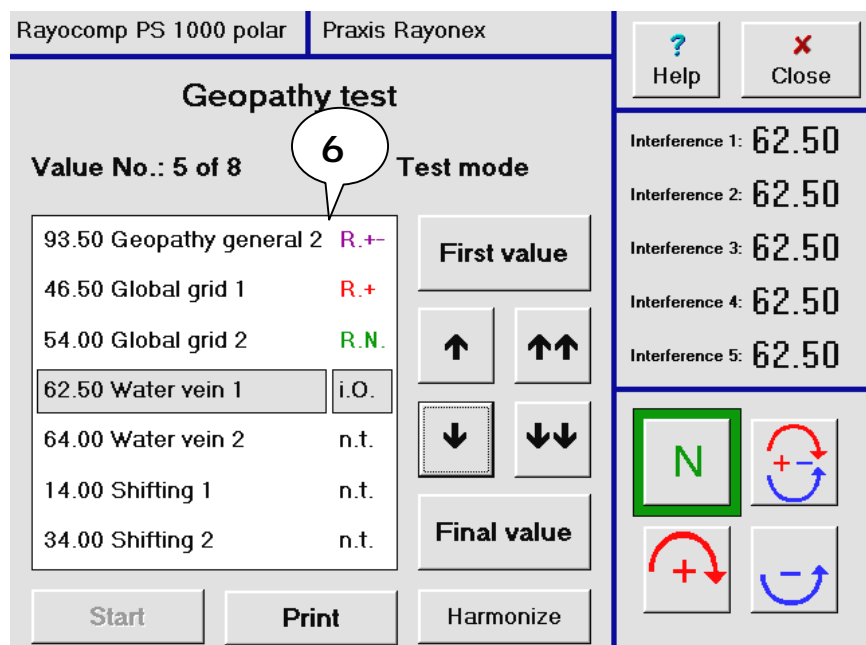 Rayocomp PS 1000 polar
Praxis Rayonex
? Help
x Close
Geopathy test
6
Value No.: 5 of 8
Test mode
93.50 Geopathy general 2 R.+-
46.50 Global grid 1 R.+
54.00 Global grid 2 R.N.
62.50 Water vein 1 i.O.
64.00 Water vein 2 n.t.
14.00 Shifting 1 n.t.
34.00 Shifting 2 n.t.
First value
Final value
Start
Print
Harmonize
Interference 1: 62.50
Interference 2: 62.50
Interference 3: 62.50
Interference 4: 62.50
Interference 5: 62.50
N
+-
+
-